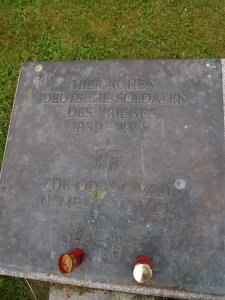 HIER RUHEN
DEUTSCHE SOLDATEN
DES KRIEGES
1939 - 1945
ZDE ODPOČÍVAJÍ
NĚMEČTÍ VOJÁCI